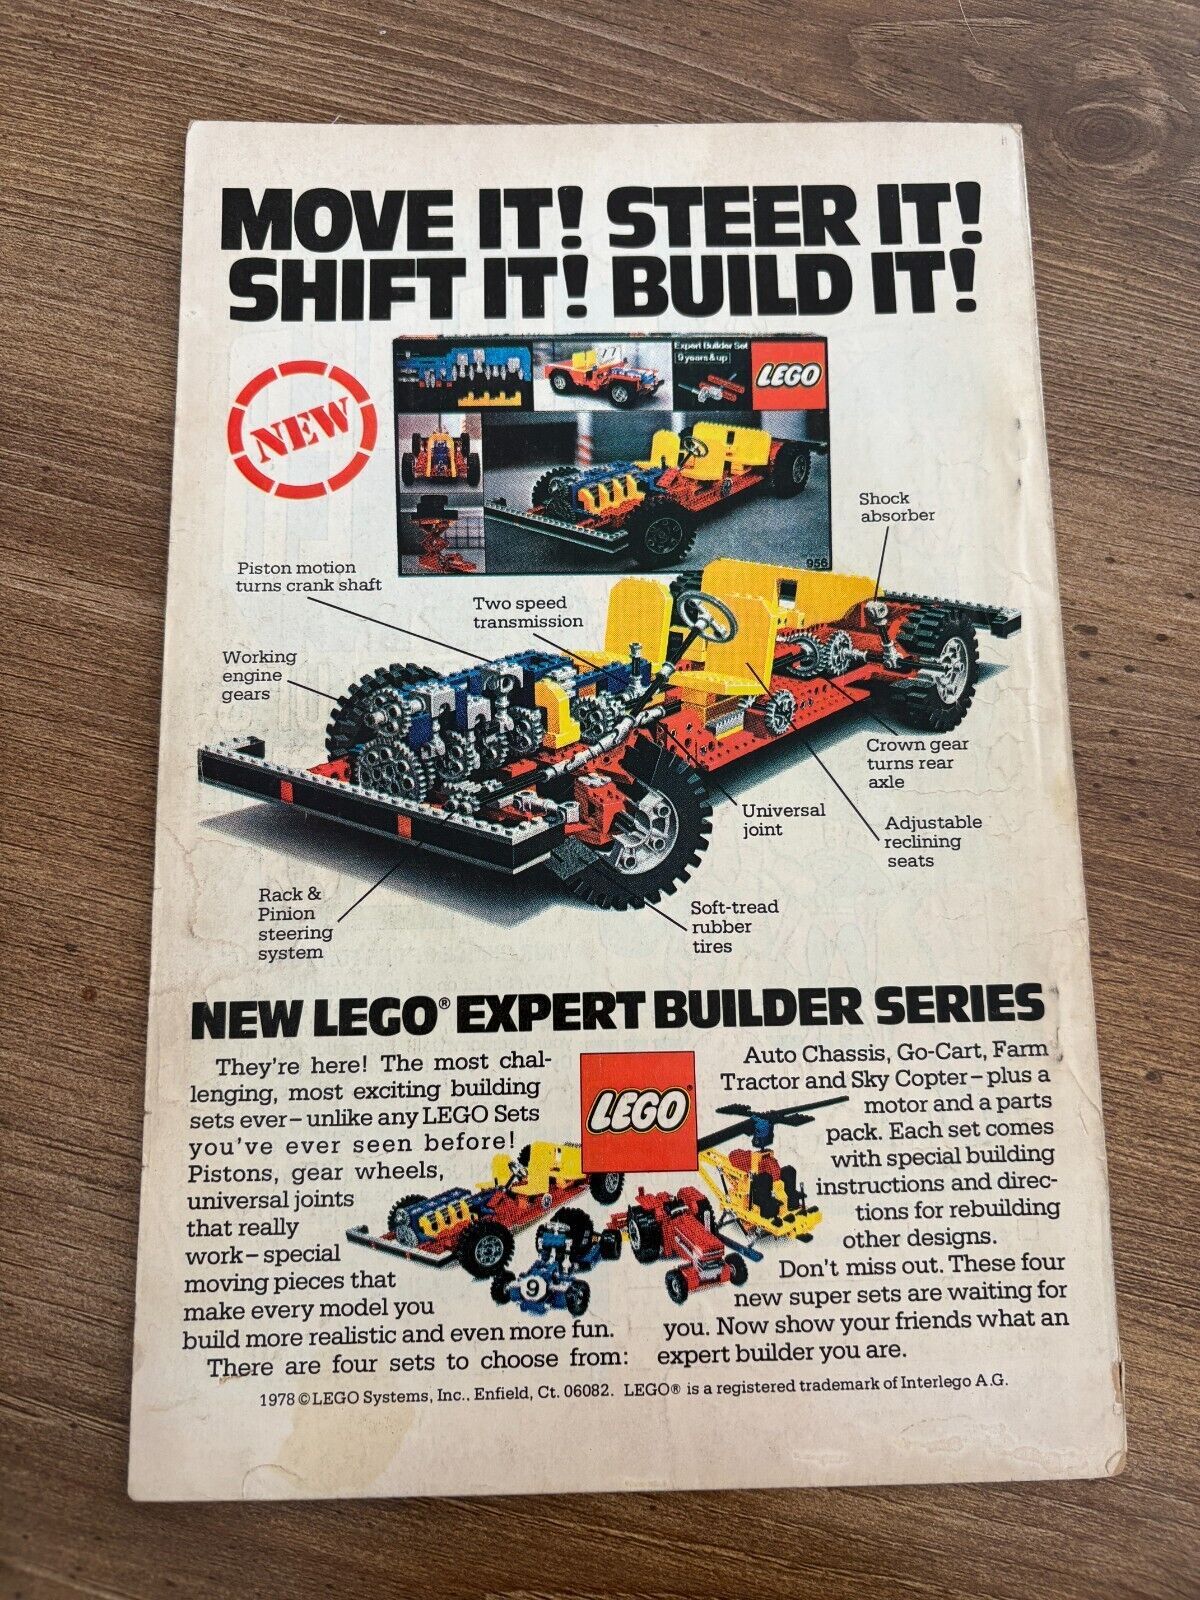 MOVE IT! STEER IT!
SHIFT IT! BUILD IT!
NEW
77
Expert Builder Set
9 years & up
LEGO
956
Shock
absorber
Piston motion
turns crank shaft
Two speed
transmission
Working
engine
gears
Crown gear
turns rear
axle
Universal
joint
Adjustable
reclining
seats
Rack &
Pinion
steering
system
Soft-tread
rubber
tires
NEW LEGO® EXPERT BUILDER SERIES
They're here! The most chal-
lenging, most exciting building
sets ever–unlike any LEGO Sets
you've ever seen before!
Pistons, gear wheels,
universal joints
that really
work–special
moving pieces that
make every model you
build more realistic and even more fun.
There are four sets to choose from:
LEGO®
9
Auto Chassis, Go-Cart, Farm
Tractor and Sky Copter–plus a
motor and a parts
pack. Each set comes
with special building
instructions and direc-
tions for rebuilding
other designs.
Don't miss out. These four
new super sets are waiting for
you. Now show your friends what an
expert builder you are.
1978 © LEGO Systems, Inc., Enfield, Ct. 06082. LEGO® is a registered trademark of Interlego A.G.